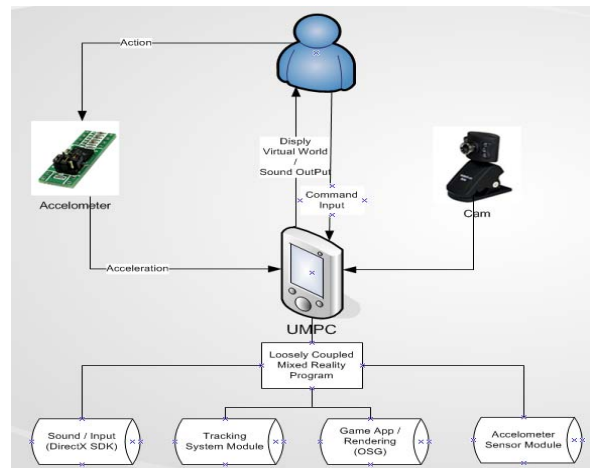 Action
Disply
Virtual World
/
Sound OutPut
Command
Input
Accelometer
Cam
Acceleration
UMPC
Loosely Coupled
Mixed Reality
Program
Sound / Input
(DirectX SDK)
Tracking
System Module
Game App /
Rendering
(OSG)
Accelometer
Sensor Module